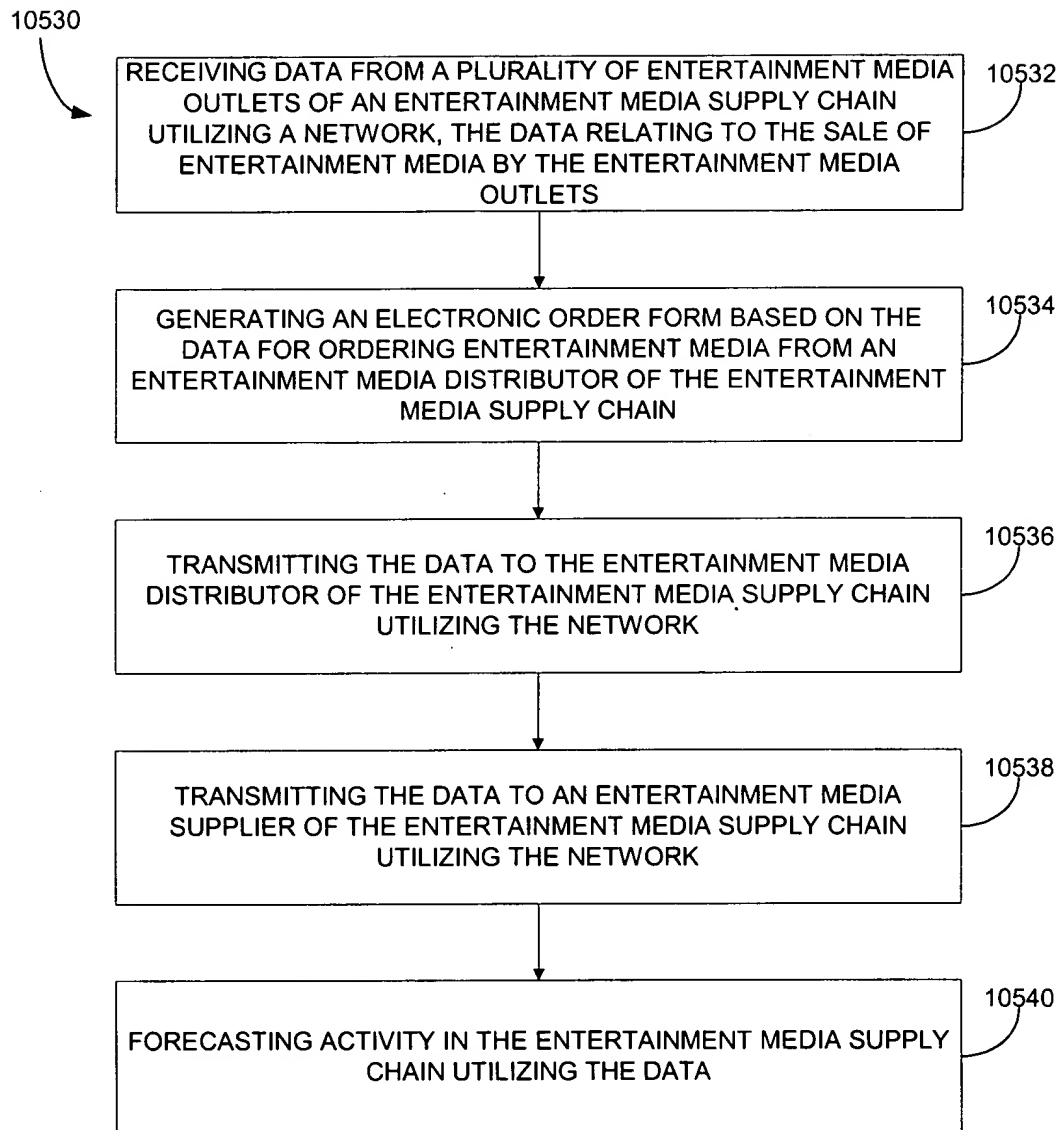 10530
RECEIVING DATA FROM A PLURALITY OF ENTERTAINMENT MEDIA
OUTLETS OF AN ENTERTAINMENT MEDIA SUPPLY CHAIN
UTILIZING A NETWORK, THE DATA RELATING TO THE SALE OF
ENTERTAINMENT MEDIA BY THE ENTERTAINMENT MEDIA
OUTLETS
10532
GENERATING AN ELECTRONIC ORDER FORM BASED ON THE
DATA FOR ORDERING ENTERTAINMENT MEDIA FROM AN
ENTERTAINMENT MEDIA DISTRIBUTOR OF THE ENTERTAINMENT
MEDIA SUPPLY CHAIN
10534
TRANSMITTING THE DATA TO THE ENTERTAINMENT MEDIA
DISTRIBUTOR OF THE ENTERTAINMENT MEDIA SUPPLY CHAIN
UTILIZING THE NETWORK
10536
TRANSMITTING THE DATA TO AN ENTERTAINMENT MEDIA
SUPPLIER OF THE ENTERTAINMENT MEDIA SUPPLY CHAIN
UTILIZING THE NETWORK
10538
FORECASTING ACTIVITY IN THE ENTERTAINMENT MEDIA SUPPLY
CHAIN UTILIZING THE DATA
10540